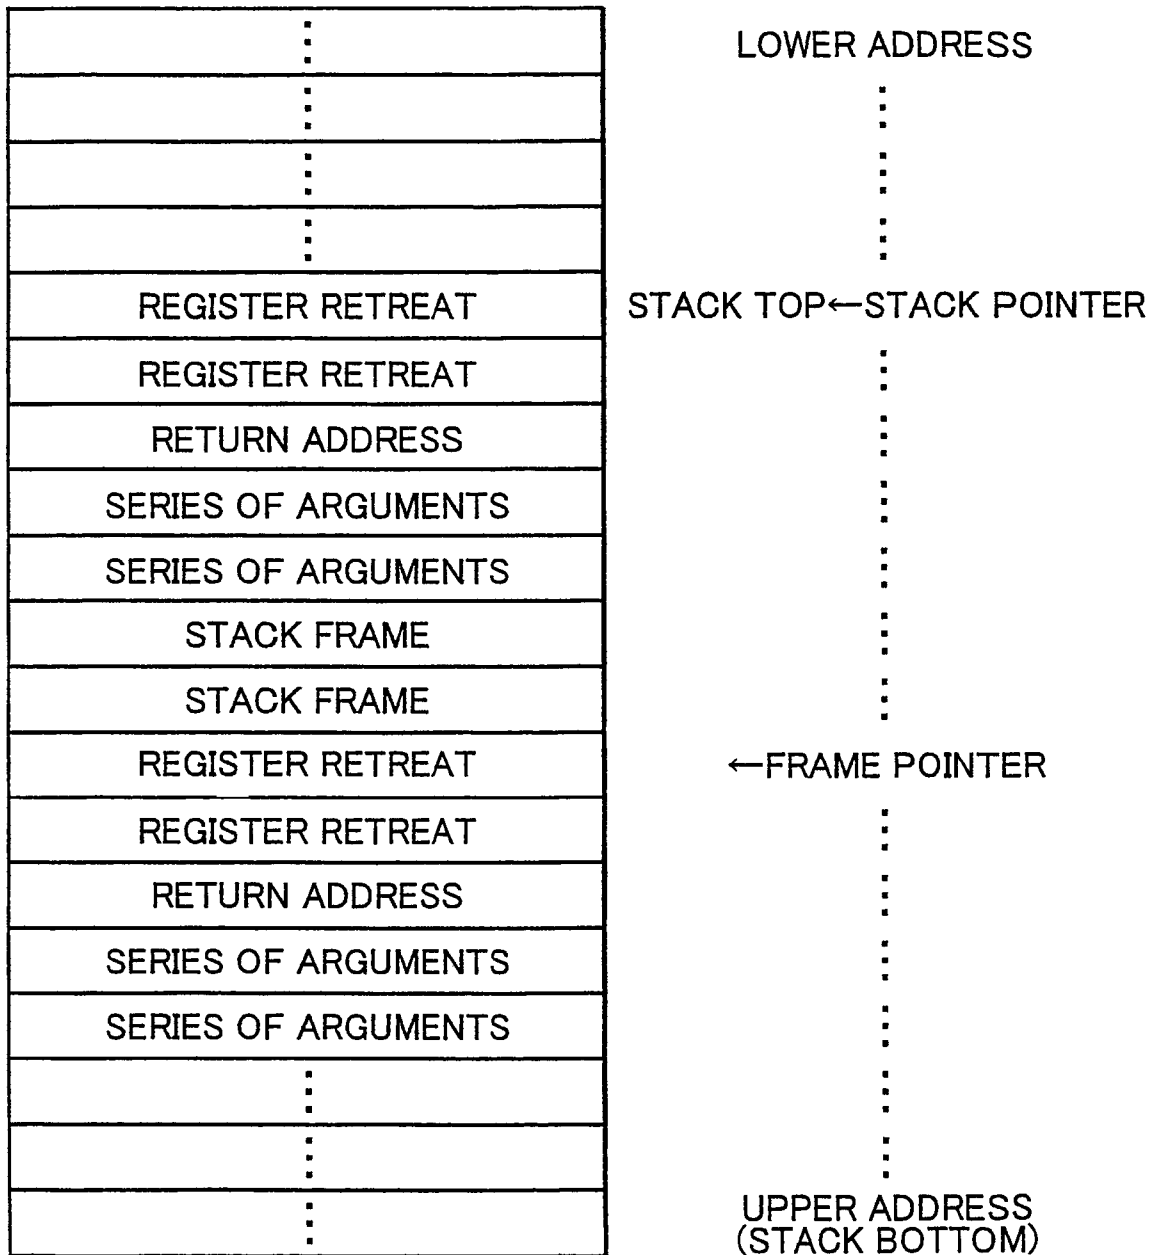 LOWER ADDRESS
REGISTER RETREAT STACK TOP←STACK POINTER
REGISTER RETREAT
RETURN ADDRESS
SERIES OF ARGUMENTS
SERIES OF ARGUMENTS
STACK FRAME
STACK FRAME
REGISTER RETREAT ←FRAME POINTER
REGISTER RETREAT
RETURN ADDRESS
SERIES OF ARGUMENTS
SERIES OF ARGUMENTS
UPPER ADDRESS
(STACK BOTTOM)